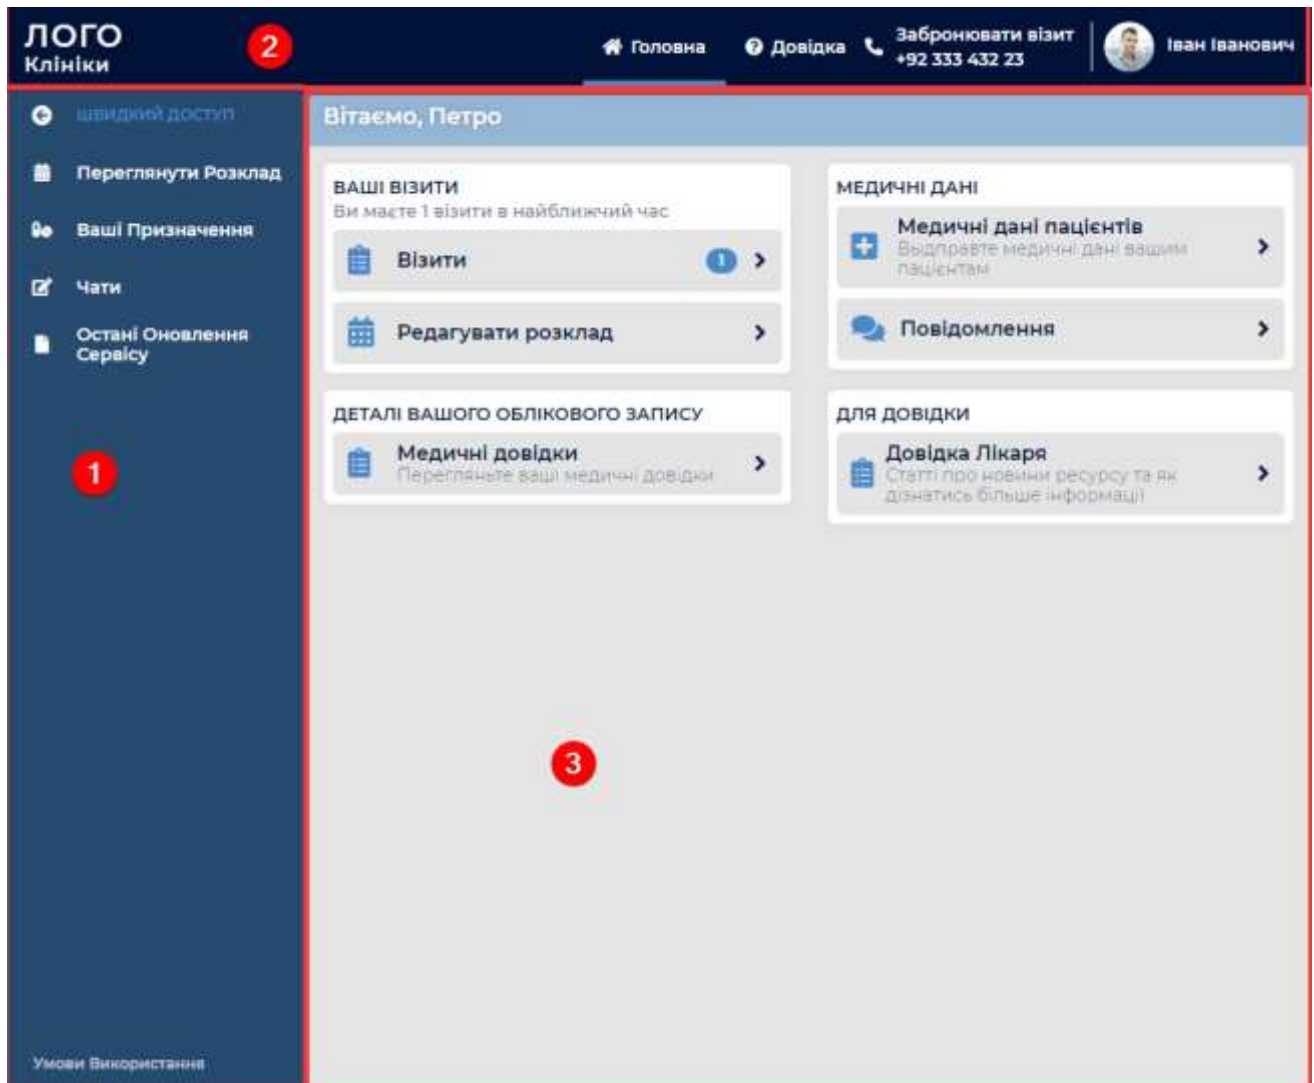 ЛОГО
Клініки
2
Головна
Довідка
Забронювати візит
+92 333 432 23
Іван Іванович
ШВИДКИЙ ДОСТУП
Переглянути Розклад
Ваші Призначення
Чати
Остані Оновлення
Сервісу
1
Умови Використання
Вітаємо, Петро
ВАШІ ВІЗИТИ
Ви маєте 1 візити в найближчий час
Візити
1
Редагувати розклад
МЕДИЧНІ ДАНІ
Медичні дані пацієнтів
Выдправте медичні дані вашим
пацієнтам
Повідомлення
ДЕТАЛІ ВАШОГО ОБЛІКОВОГО ЗАПИСУ
Медичні довідки
Перегляньте ваші медичні довідки
ДЛЯ ДОВІДКИ
Довідка Лікаря
Статті про новини ресурсу та як
дізнатись більше інформації
3